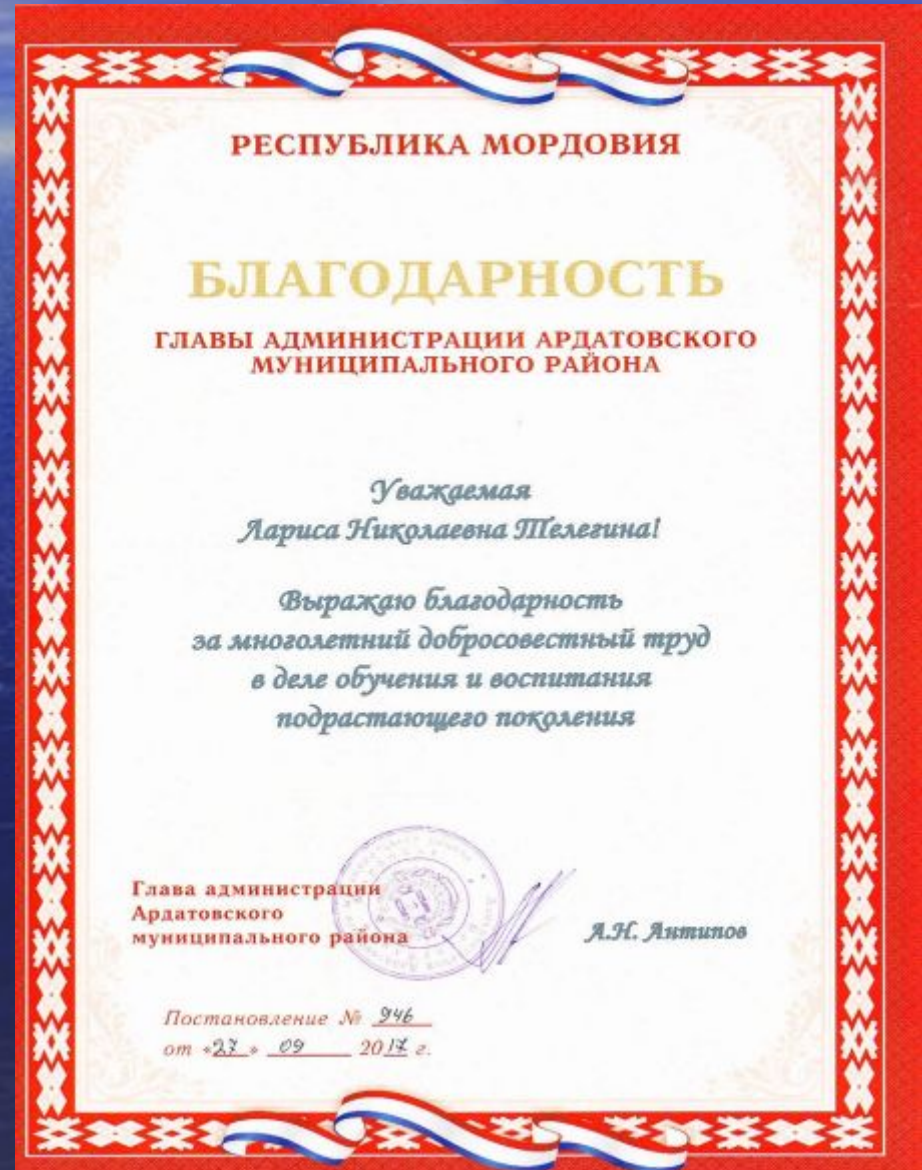 РЕСПУБЛИКА МОРДОВИЯ
БЛАГОДАРНОСТЬ
ГЛАВЫ АДМИНИСТРАЦИИ АРДАТОВСКОГО
МУНИЦИПАЛЬНОГО РАЙОНА
Уважаемая
Лариса Николаевна Телегина!
Выражаю благодарность
за многолетний добросовестный труд
в деле обучения и воспитания
подрастающего поколения
Глава администрации
Ардатовского
муниципального района
А.Н. Антипов
Постановление № 946
от «27» 09 2017 г.